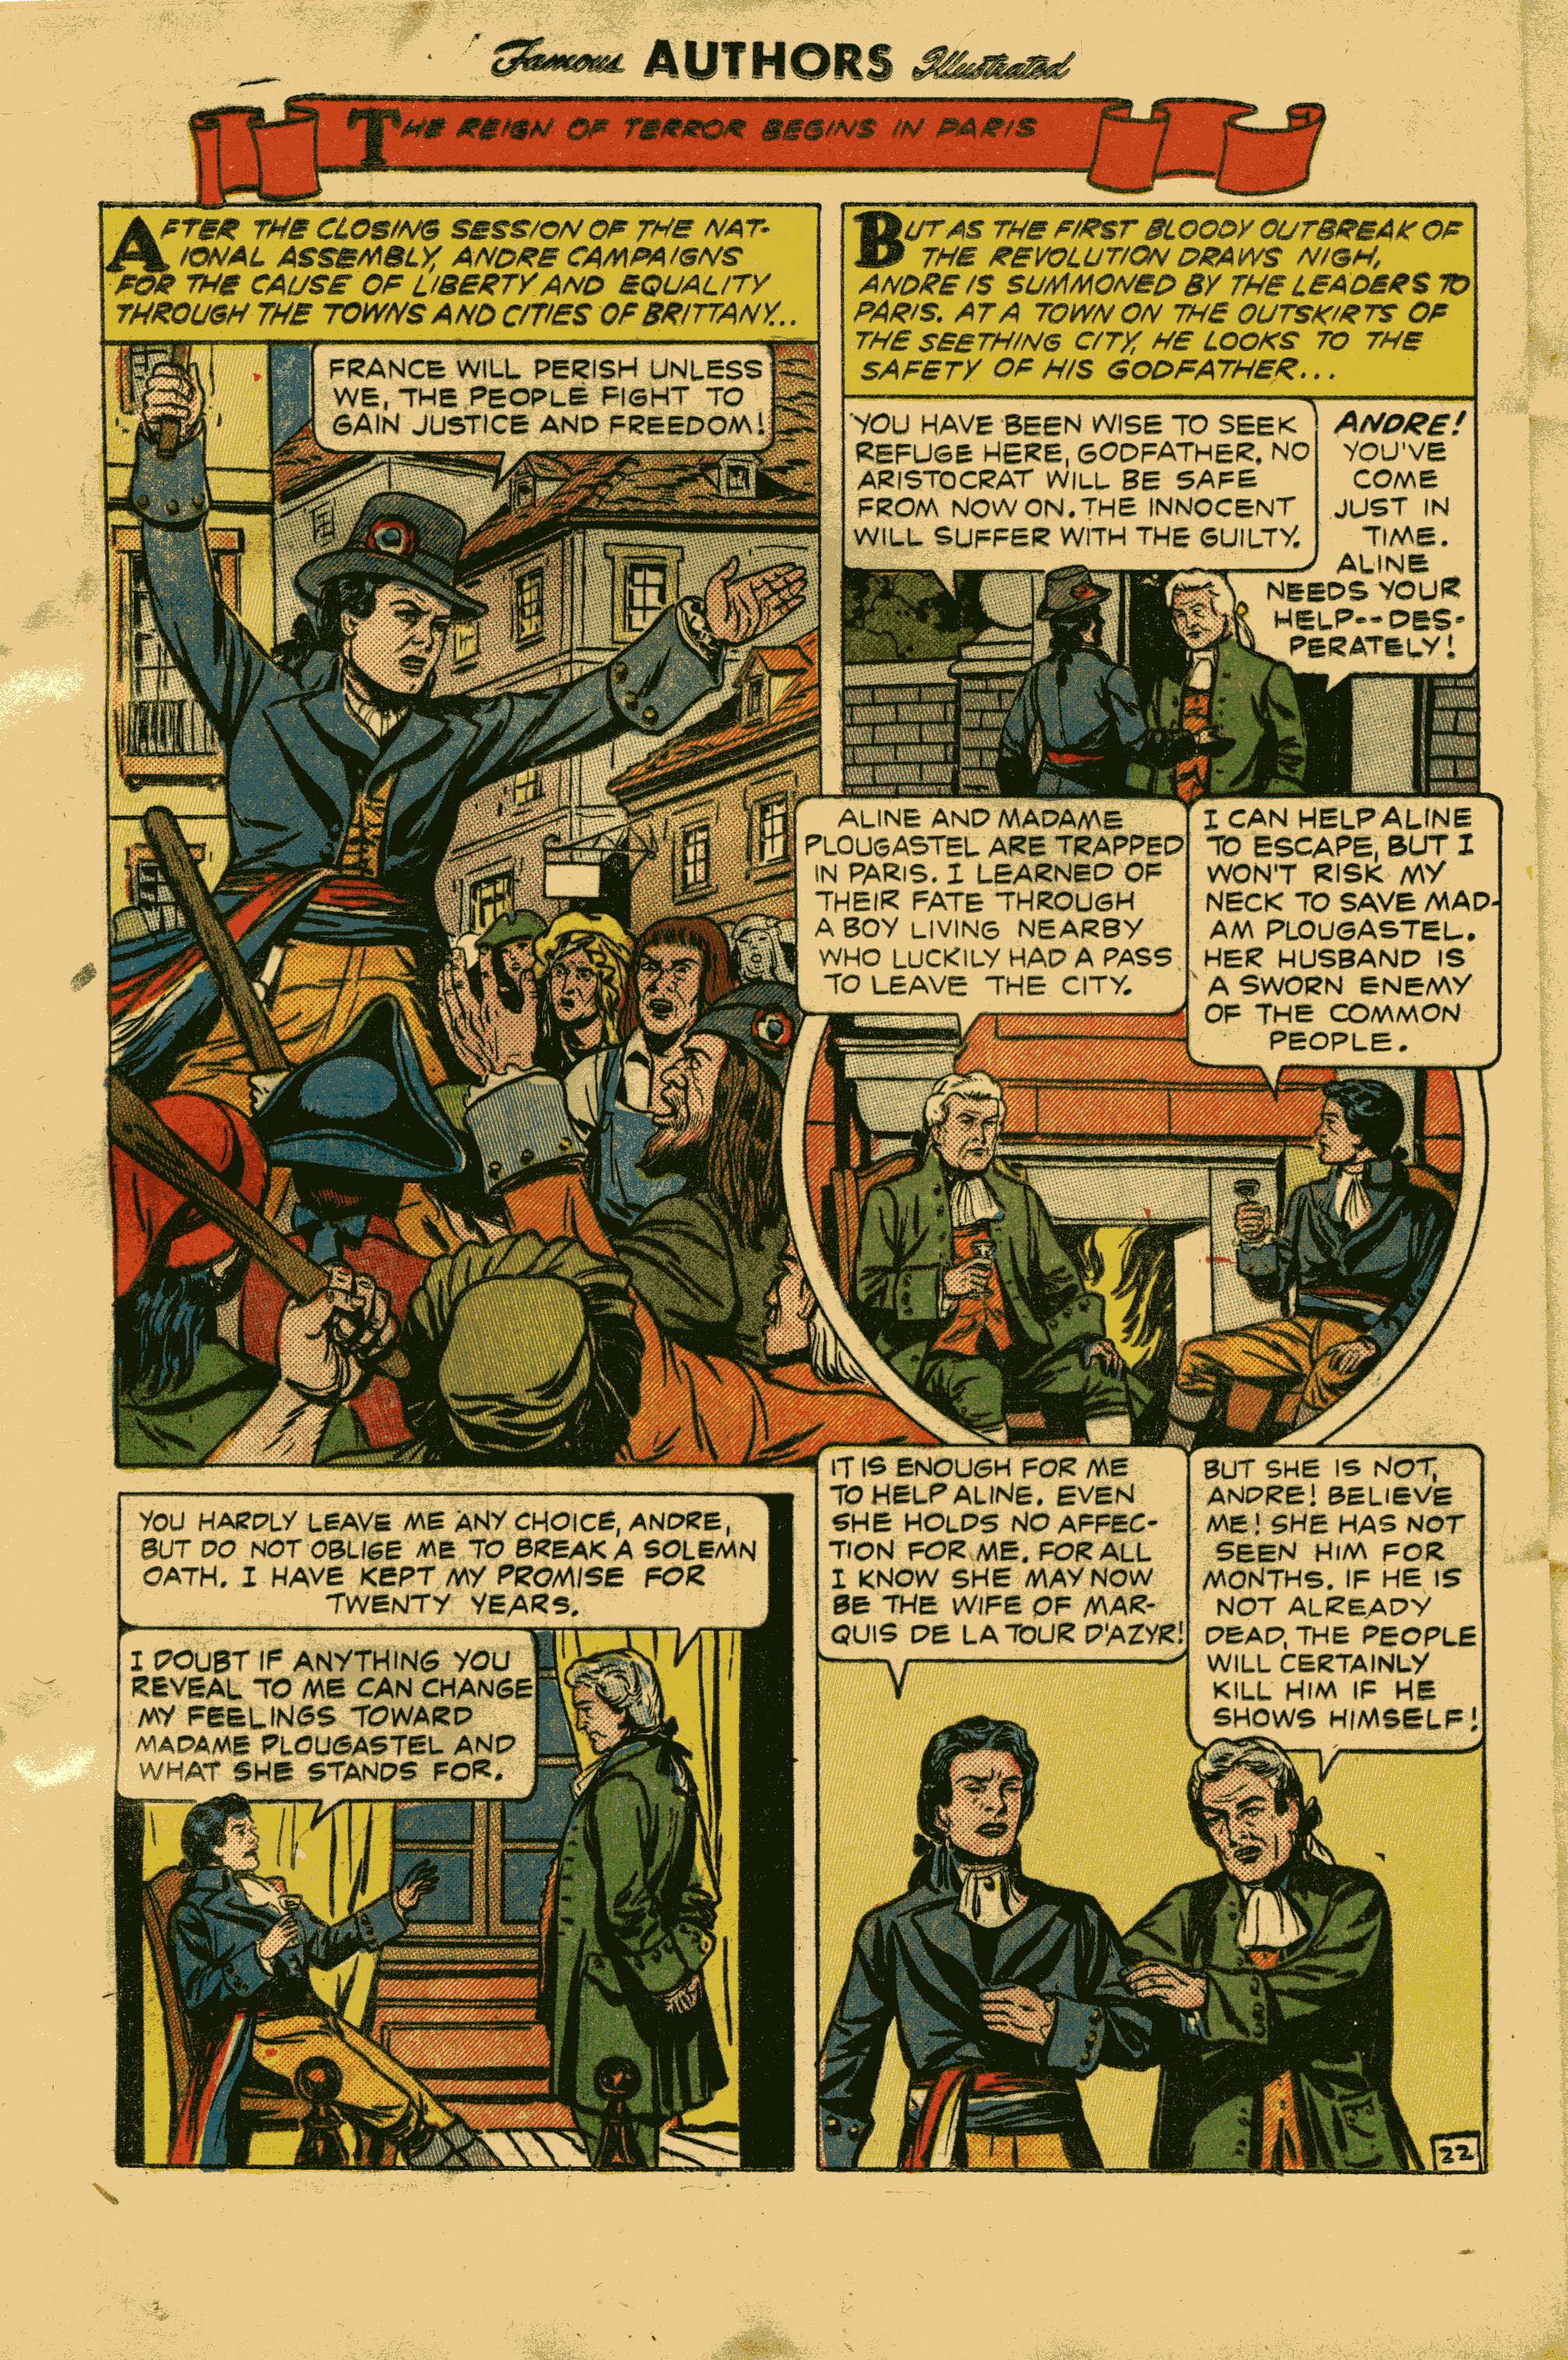 Famous AUTHORS Illustrated
THE REIGN OF TERROR BEGINS IN PARIS
AFTER THE CLOSING SESSION OF THE NAT-
IONAL ASSEMBLY, ANDRE CAMPAIGNS
FOR THE CAUSE OF LIBERTY AND EQUALITY
THROUGH THE TOWNS AND CITIES OF BRITTANY...
FRANCE WILL PERISH UNLESS
WE, THE PEOPLE FIGHT TO
GAIN JUSTICE AND FREEDOM!
BUT AS THE FIRST BLOODY OUTBREAK OF
THE REVOLUTION DRAWS NIGH,
ANDRE IS SUMMONED BY THE LEADERS TO
PARIS. AT A TOWN ON THE OUTSKIRTS OF
THE SEETHING CITY, HE LOOKS TO THE
SAFETY OF HIS GODFATHER...
YOU HAVE BEEN WISE TO SEEK
REFUGE HERE, GODFATHER. NO
ARISTOCRAT WILL BE SAFE
FROM NOW ON. THE INNOCENT
WILL SUFFER WITH THE GUILTY.
ANDRE!
YOU'VE
COME
JUST IN
TIME.
ALINE
NEEDS YOUR
HELP--DES-
PERATELY!
ALINE AND MADAME
PLOUGASTEL ARE TRAPPED
IN PARIS. I LEARNED OF
THEIR FATE THROUGH
A BOY LIVING NEARBY
WHO LUCKILY HAD A PASS
TO LEAVE THE CITY.
I CAN HELP ALINE
TO ESCAPE, BUT I
WON'T RISK MY
NECK TO SAVE MAD-
AM PLOUGASTEL.
HER HUSBAND IS
A SWORN ENEMY
OF THE COMMON
PEOPLE.
YOU HARDLY LEAVE ME ANY CHOICE, ANDRE,
BUT DO NOT OBLIGE ME TO BREAK A SOLEMN
OATH. I HAVE KEPT MY PROMISE FOR
TWENTY YEARS.
I DOUBT IF ANYTHING YOU
REVEAL TO ME CAN CHANGE
MY FEELINGS TOWARD
MADAME PLOUGASTEL AND
WHAT SHE STANDS FOR.
IT IS ENOUGH FOR ME
TO HELP ALINE. EVEN
SHE HOLDS NO AFFEC-
TION FOR ME. FOR ALL
I KNOW SHE MAY NOW
BE THE WIFE OF MAR-
QUIS DE LA TOUR D'AZYR!
BUT SHE IS NOT,
ANDRE! BELIEVE
ME! SHE HAS NOT
SEEN HIM FOR
MONTHS. IF HE IS
NOT ALREADY
DEAD, THE PEOPLE
WILL CERTAINLY
KILL HIM IF HE
SHOWS HIMSELF!
22